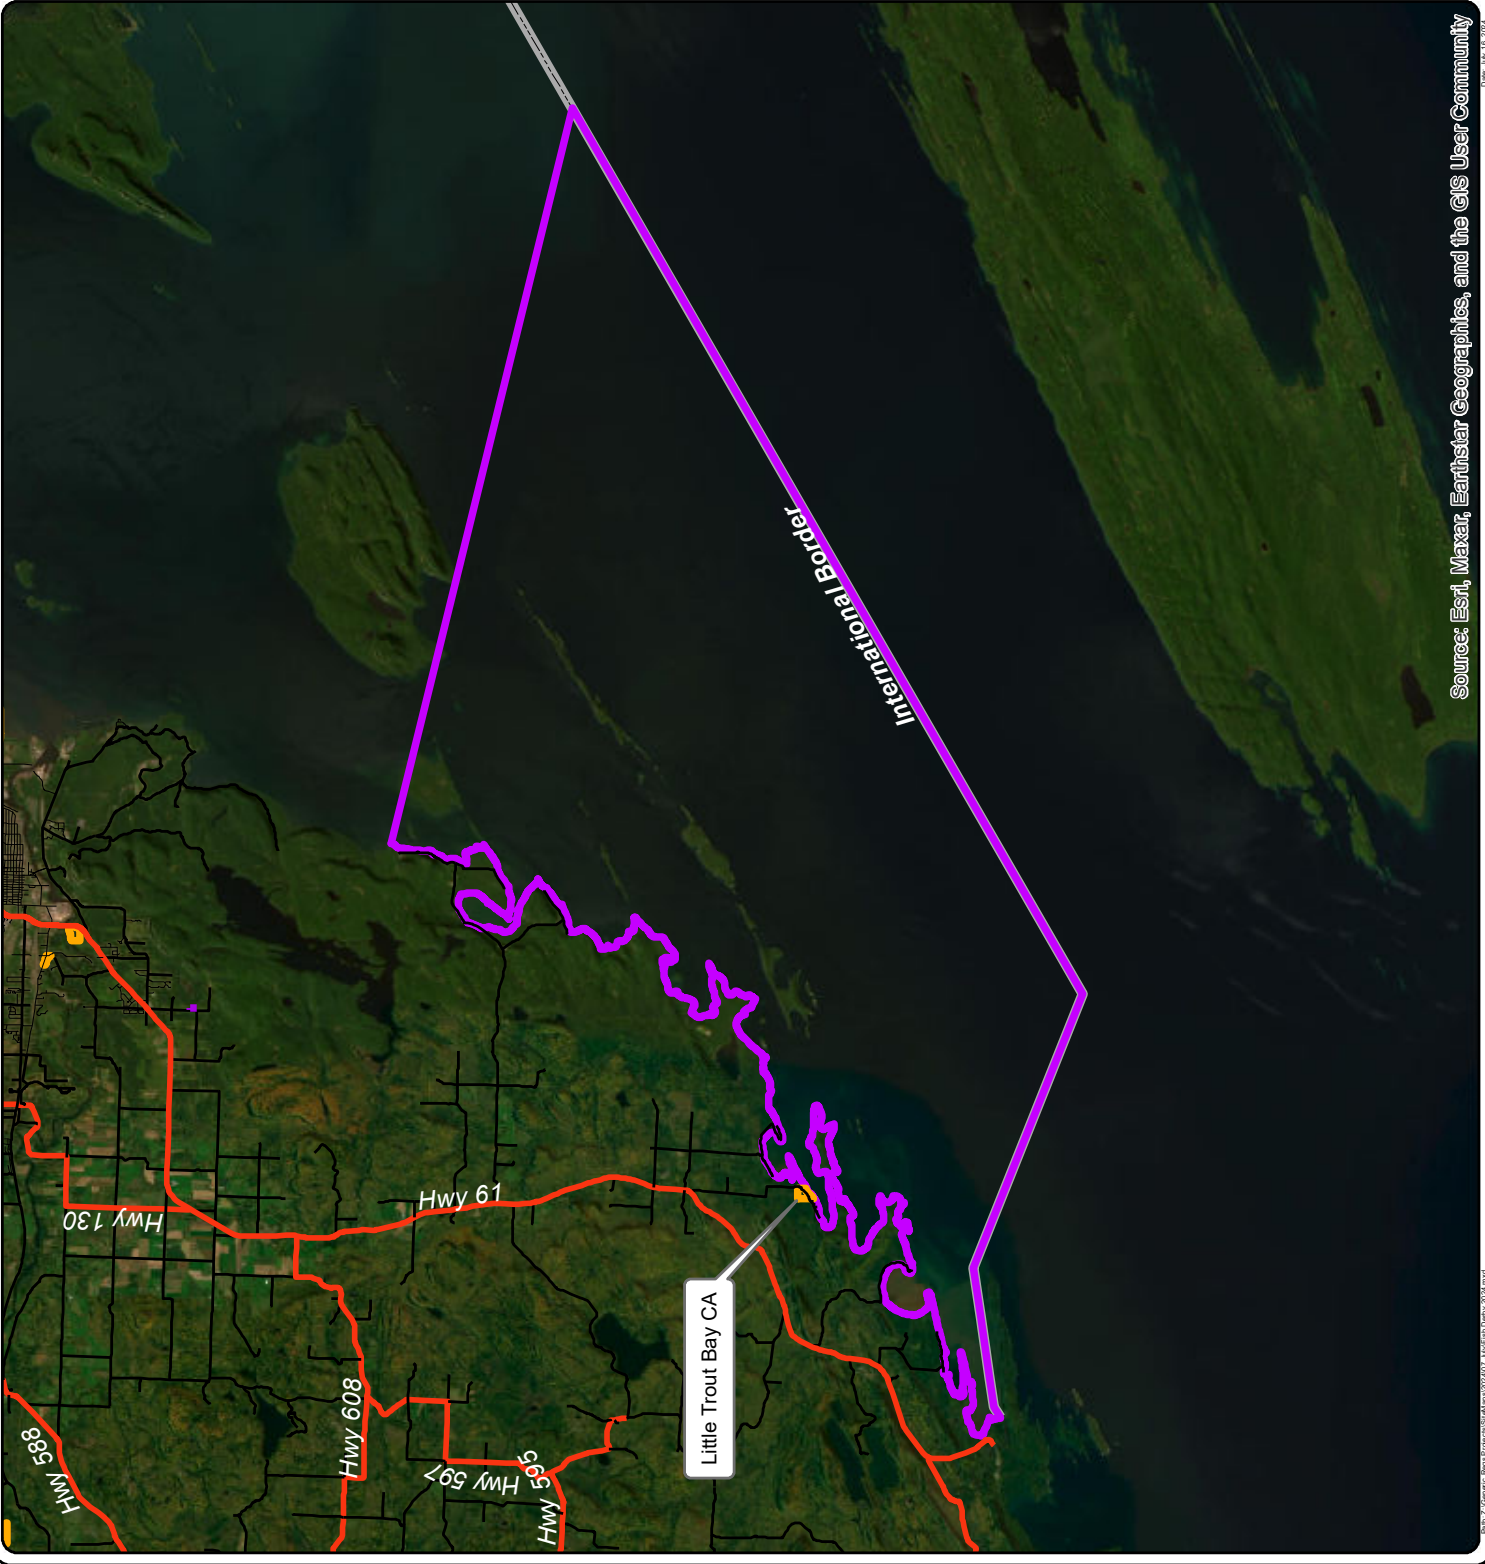 Hwy 61
Hwy 130
Hwy 588
Hwy 608
Hwy 597
Hwy 595
Little Trout Bay CA
International Border
Source: Esri, Maxar, Earthstar Geographics, and the GIS User Community